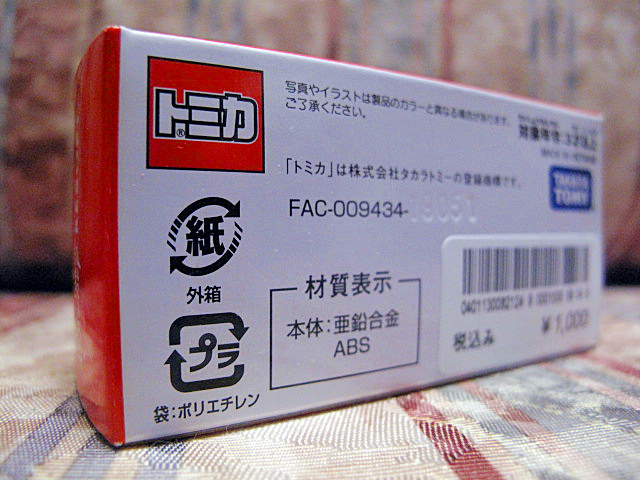 トミカ
®
写真やイラストは製品のカラーと異なる場合があります。
ご了承ください。
「トミカ」は株式会社タカラトミーの登録商標です。
FAC-009434-
紙
外箱
プラ
袋:ポリエチレン
材質表示
本体:亜鉛合金
ABS
TAKARA
TOMY
税込み
¥1,000